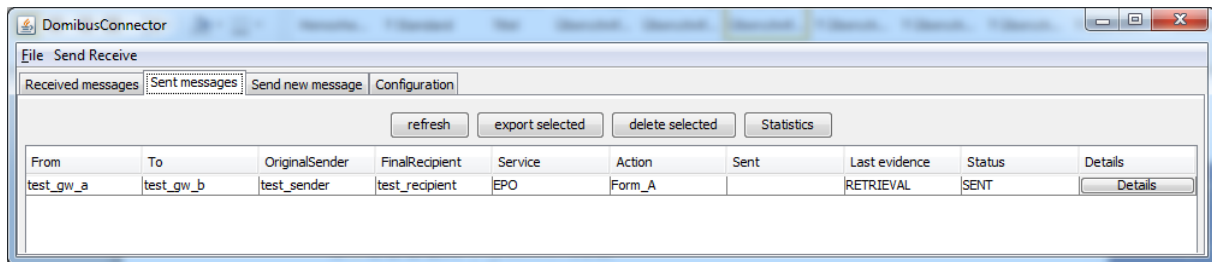 DomibusConnector
File Send Receive
Received messages Sent messages Send new message Configuration
refresh export selected delete selected Statistics
From To OriginalSender FinalRecipient Service Action Sent Last evidence Status Details
test_gw_a test_gw_b test_sender test_recipient EPO Form_A RETRIEVAL SENT Details